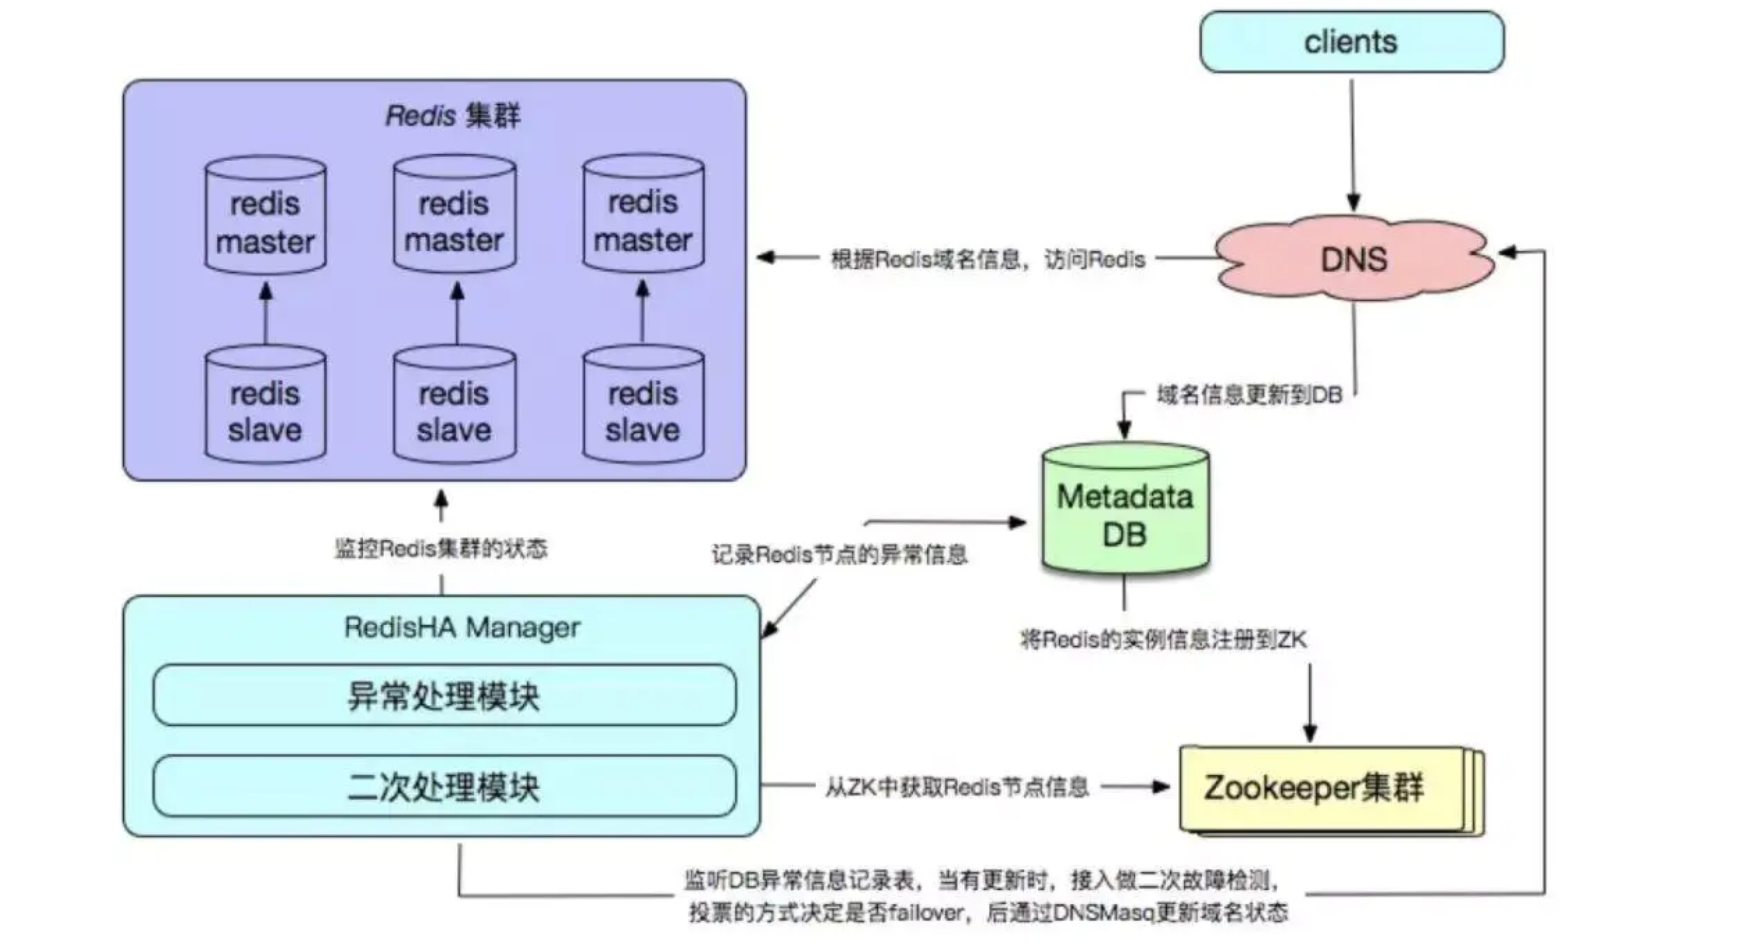 clients
Redis 集群
redis
master
redis
master
redis
master
根据Redis域名信息，访问Redis
DNS
redis
slave
redis
slave
redis
slave
域名信息更新到DB
Metadata
DB
监控Redis集群的状态
记录Redis节点的异常信息
RedisHA Manager
将Redis的实例信息注册到ZK
异常处理模块
二次处理模块
从ZK中获取Redis节点信息
Zookeeper集群
监听DB异常信息记录表，当有更新时，接入做二次故障检测，
投票的方式决定是否failover，后通过DNSMasq更新域名状态